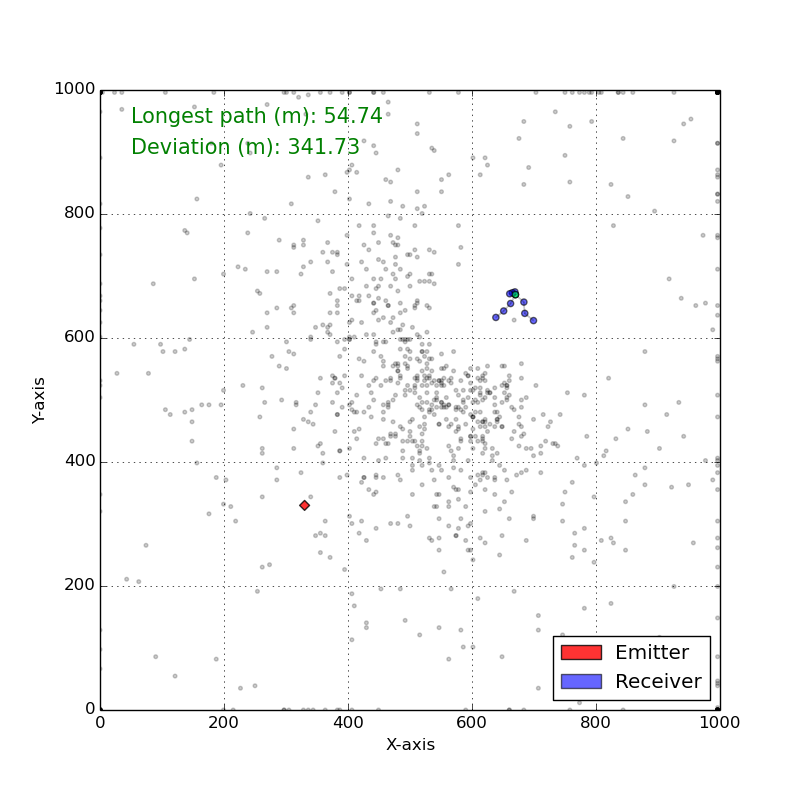 Longest path (m): 54.74
Deviation (m): 341.73
1000
800
600
400
200
0
Y-axis
0 200 400 600 800 1000
X-axis
Emitter
Receiver